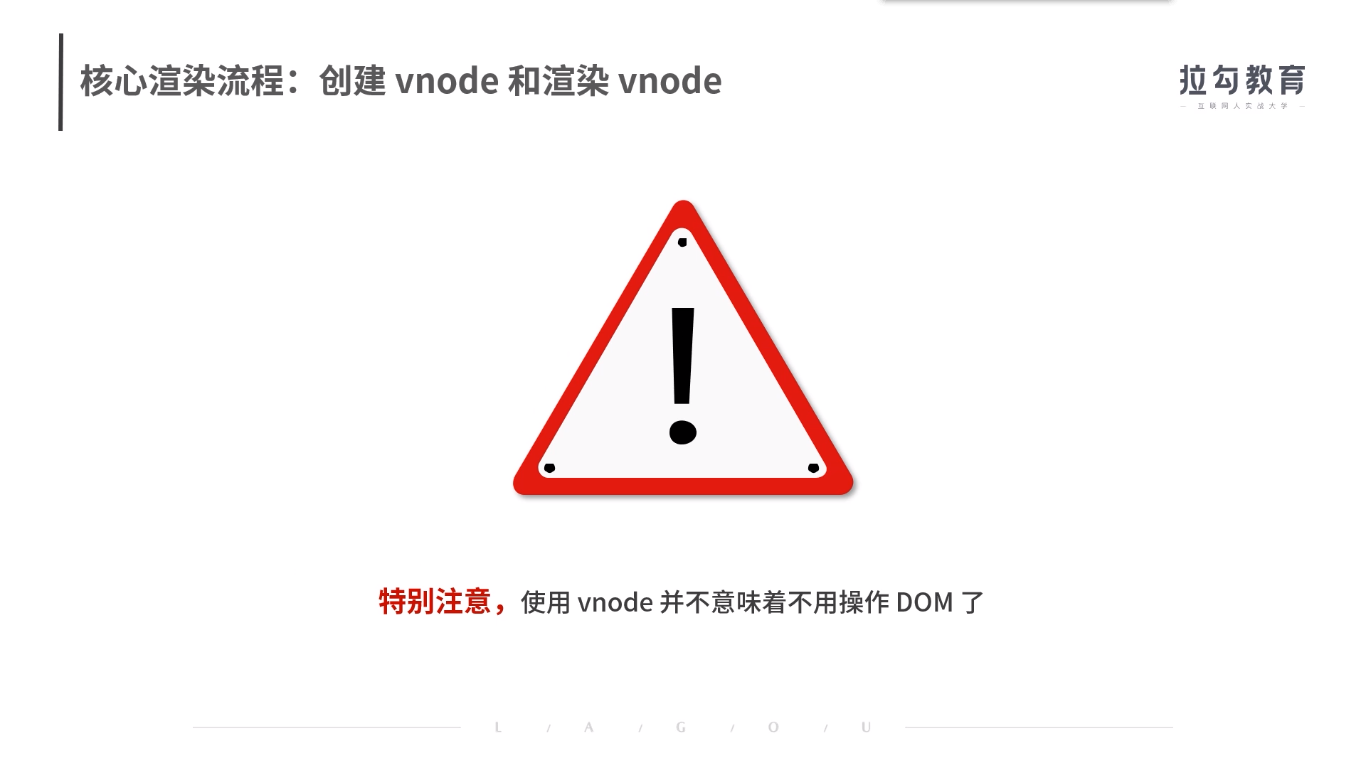 核心渲染流程：创建 vnode 和渲染 vnode
拉勾教育
— 互联网人实战大学 —
!
特别注意，使用 vnode 并不意味着不用操作 DOM 了
L / A / G / O / U